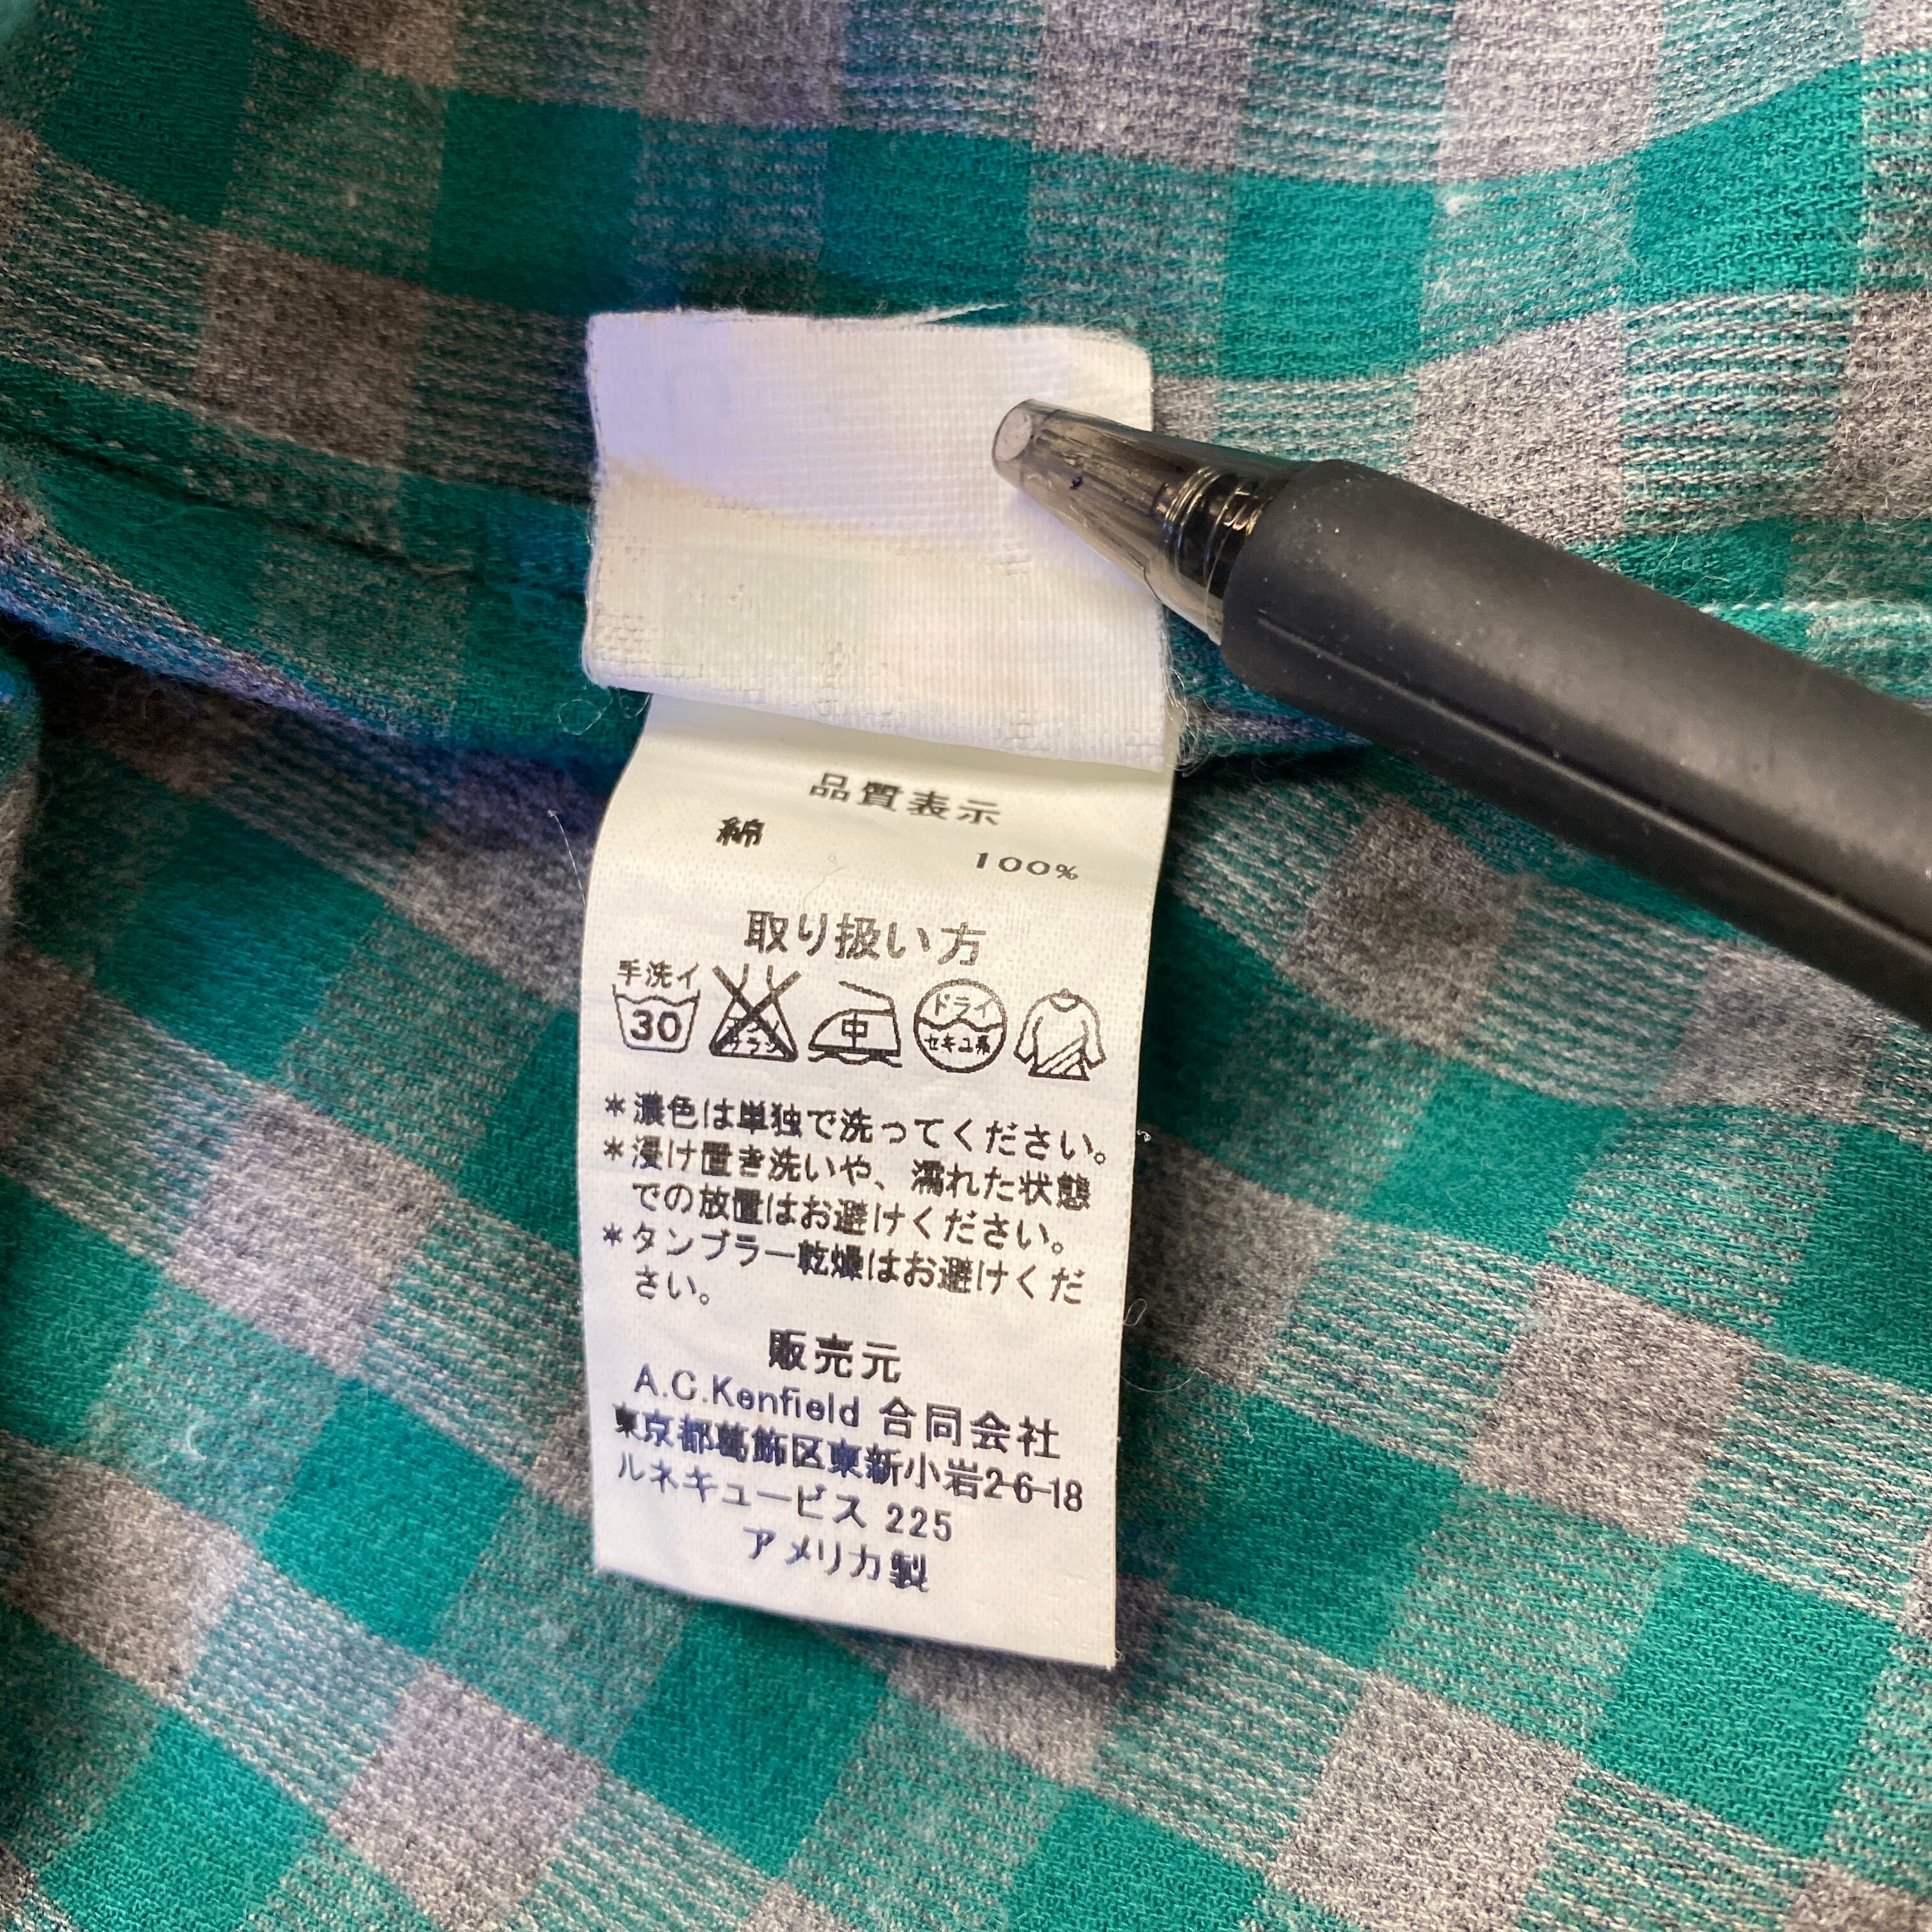 品質表示
綿 100%
取り扱い方
手洗イ
30
中
ドライ
セキユ系
*濃色は単独で洗ってください。
*浸け置き洗いや、濡れた状態
での放置はお避けください。
*タンブラー乾燥はお避けくだ
さい。
販売元
A.C.Kenfield 合同会社
東京都葛飾区東新小岩2-6-18
ルネキュービス 225
アメリカ製